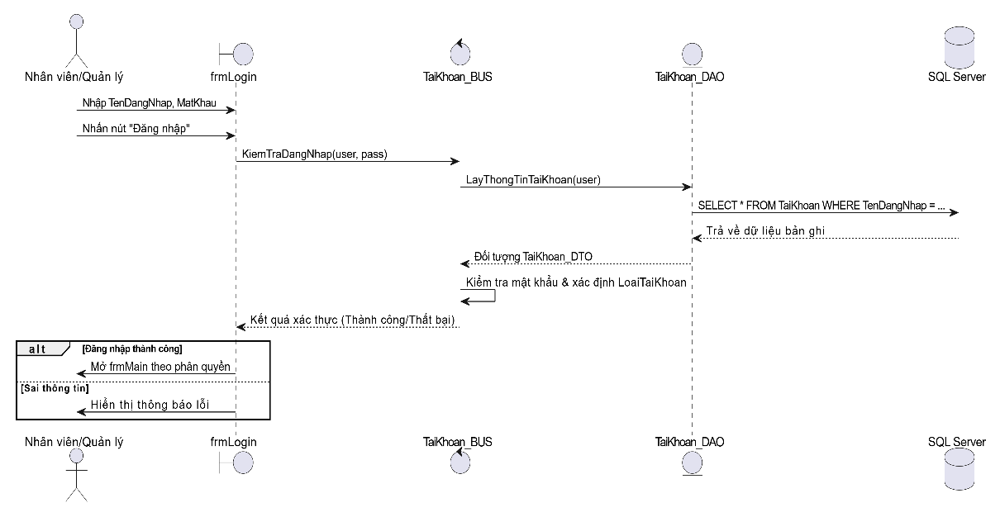 Nhân viên/Quản lý
frmLogin
TaiKhoan_BUS
TaiKhoan_DAO
SQL Server
Nhập TenDangNhap, MatKhau
Nhấn nút "Đăng nhập"
KiemTraDangNhap(user, pass)
LayThongTinTaiKhoan(user)
SELECT * FROM TaiKhoan WHERE TenDangNhap = ...
Trả về dữ liệu bản ghi
Đối tượng TaiKhoan_DTO
Kiểm tra mật khẩu & xác định LoaiTaiKhoan
Kết quả xác thực (Thành công/Thất bại)
alt
[Đăng nhập thành công]
Mở frmMain theo phân quyền
[Sai thông tin]
Hiển thị thông báo lỗi
Nhân viên/Quản lý
frmLogin
TaiKhoan_BUS
TaiKhoan_DAO
SQL Server